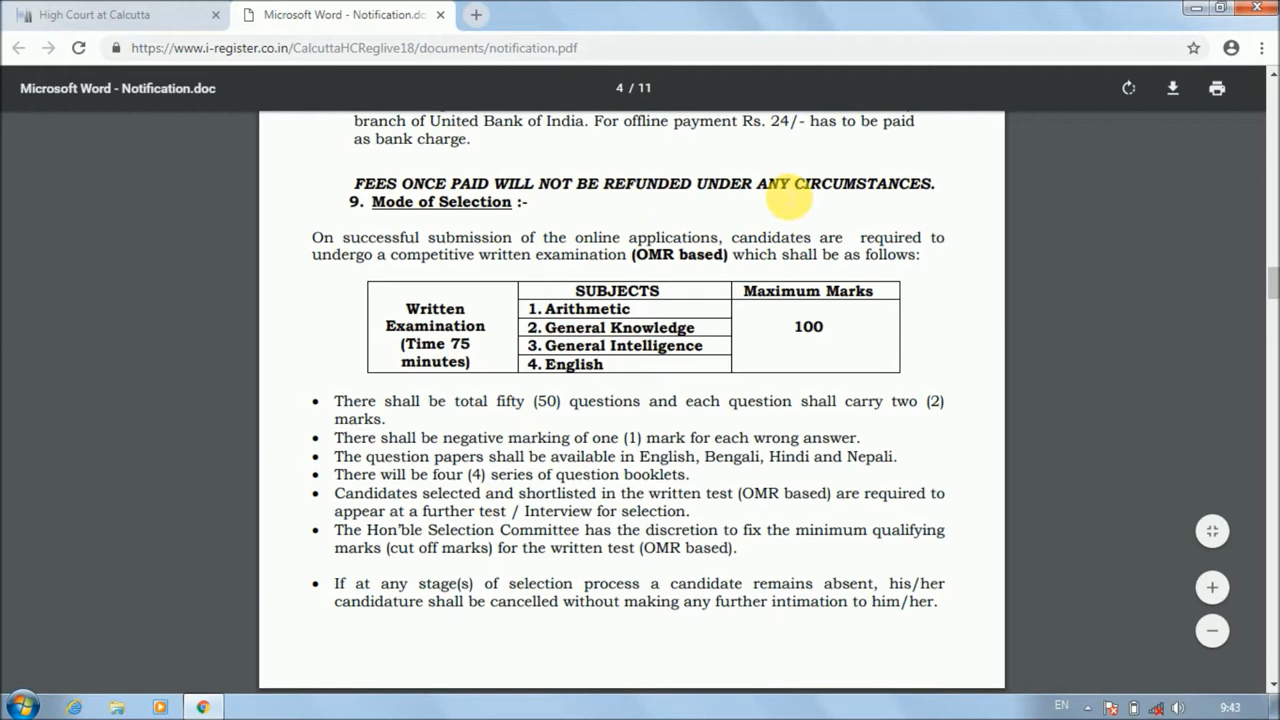 High Court at Calcutta
Microsoft Word - Notification.do
https://www.i-register.co.in/CalcuttaHCReglive18/documents/notification.pdf
Microsoft Word - Notification.doc
4 / 11
branch of United Bank of India. For offline payment Rs. 24/- has to be paid
as bank charge.
FEES ONCE PAID WILL NOT BE REFUNDED UNDER ANY CIRCUMSTANCES.
9. Mode of Selection :-
On successful submission of the online applications, candidates are required to
undergo a competitive written examination (OMR based) which shall be as follows:
Written
Examination
(Time 75
minutes)
SUBJECTS
1. Arithmetic
2. General Knowledge
3. General Intelligence
4. English
Maximum Marks
100
• There shall be total fifty (50) questions and each question shall carry two (2)
marks.
• There shall be negative marking of one (1) mark for each wrong answer.
• The question papers shall be available in English, Bengali, Hindi and Nepali.
• There will be four (4) series of question booklets.
• Candidates selected and shortlisted in the written test (OMR based) are required to
appear at a further test / Interview for selection.
• The Hon'ble Selection Committee has the discretion to fix the minimum qualifying
marks (cut off marks) for the written test (OMR based).
• If at any stage(s) of selection process a candidate remains absent, his/her
candidature shall be cancelled without making any further intimation to him/her.
EN
9:43